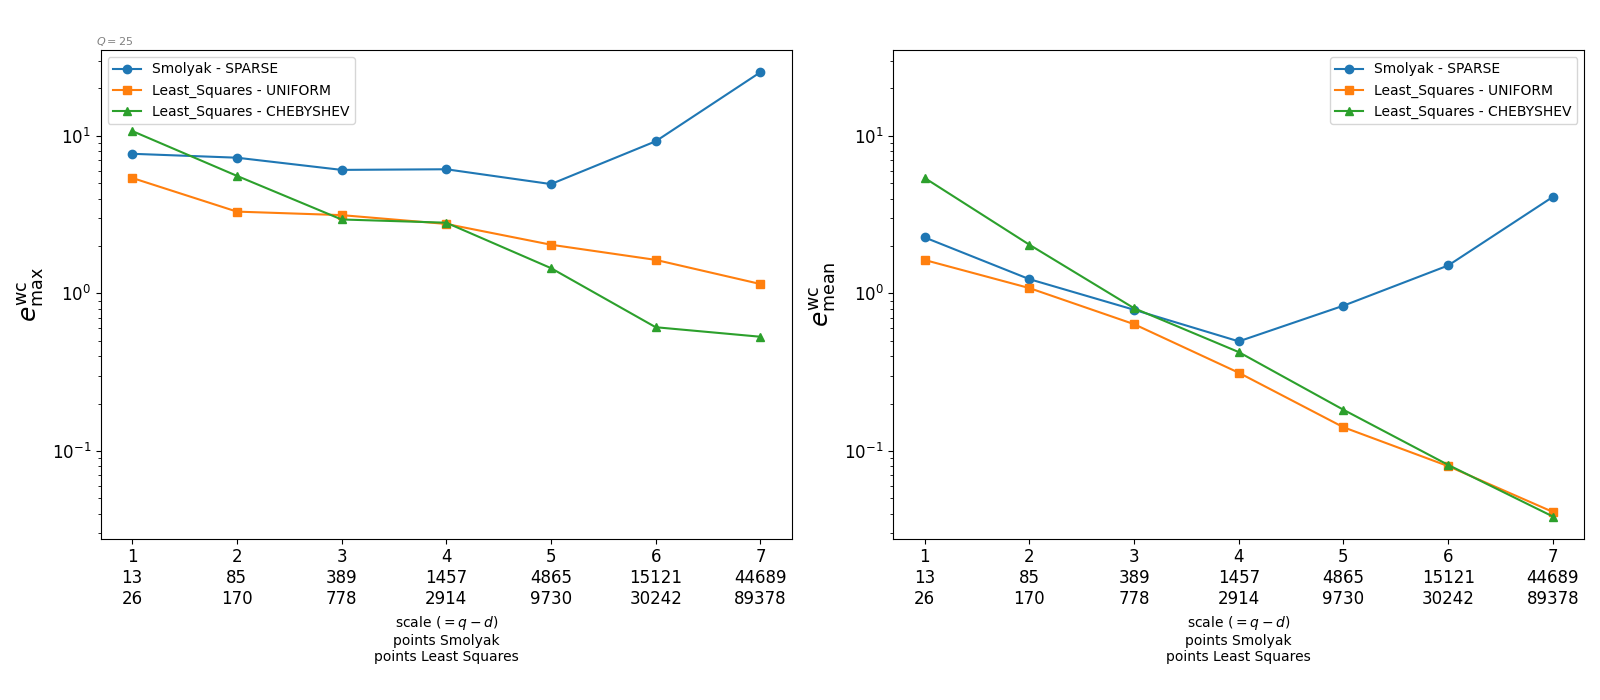 Q = 25
Smolyak - SPARSE
Least_Squares - UNIFORM
Least_Squares - CHEBYSHEV
10¹
10⁰
10⁻¹
e^wc_max
1 2 3 4 5 6 7
13 85 389 1457 4865 15121 44689
26 170 778 2914 9730 30242 89378
scale (= q − d)
points Smolyak
points Least Squares
Smolyak - SPARSE
Least_Squares - UNIFORM
Least_Squares - CHEBYSHEV
10¹
10⁰
10⁻¹
e^wc_mean
1 2 3 4 5 6 7
13 85 389 1457 4865 15121 44689
26 170 778 2914 9730 30242 89378
scale (= q − d)
points Smolyak
points Least Squares